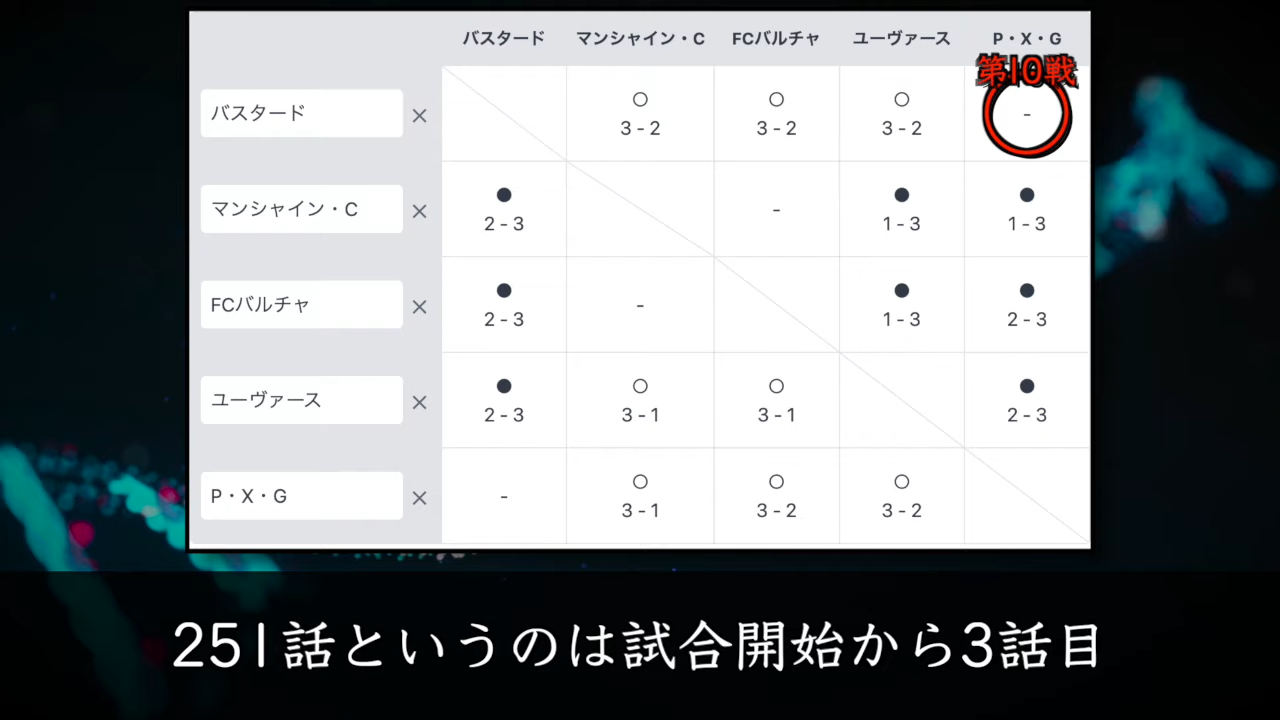 バスタード マンシャイン・C FCバルチャ ユーヴァース P・X・G
第10戦
バスタード × ○ ○ ○ -
3 - 2 3 - 2 3 - 2
マンシャイン・C × ● - ● ●
2 - 3 1 - 3 1 - 3
FCバルチャ × ● - ● ●
2 - 3 1 - 3 2 - 3
ユーヴァース × ● ○ ○ ●
2 - 3 3 - 1 3 - 1 2 - 3
P・X・G × - ○ ○ ○
3 - 1 3 - 2 3 - 2
251話というのは試合開始から3話目